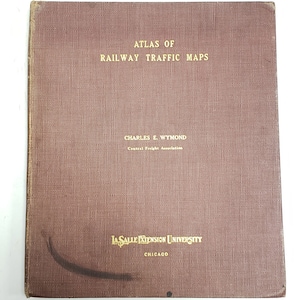 ATLAS OF
RAILWAY TRAFFIC MAPS
CHARLES E. WYMOND
Central Freight Association
LASALLE EXTENSION UNIVERSITY
CHICAGO